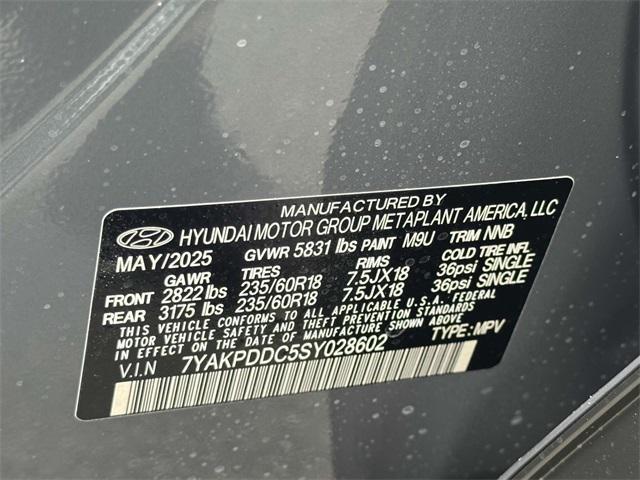 MANUFACTURED BY
HYUNDAI MOTOR GROUP METAPLANT AMERICA, LLC
MAY/2025 GVWR 5831 lbs PAINT M9U TRIM NNB
GAWR TIRES RIMS COLD TIRE INFL
FRONT 2822 lbs 235/60R18 7.5JX18 36psi SINGLE
REAR 3175 lbs 235/60R18 7.5JX18 36psi SINGLE
THIS VEHICLE CONFORMS TO ALL APPLICABLE U.S.A. FEDERAL
MOTOR VEHICLE SAFETY AND THEFT PREVENTION STANDARDS
IN EFFECT ON THE DATE OF MANUFACTURE SHOWN ABOVE.
V.I.N 7YAKPDDC5SY028602 TYPE: MPV